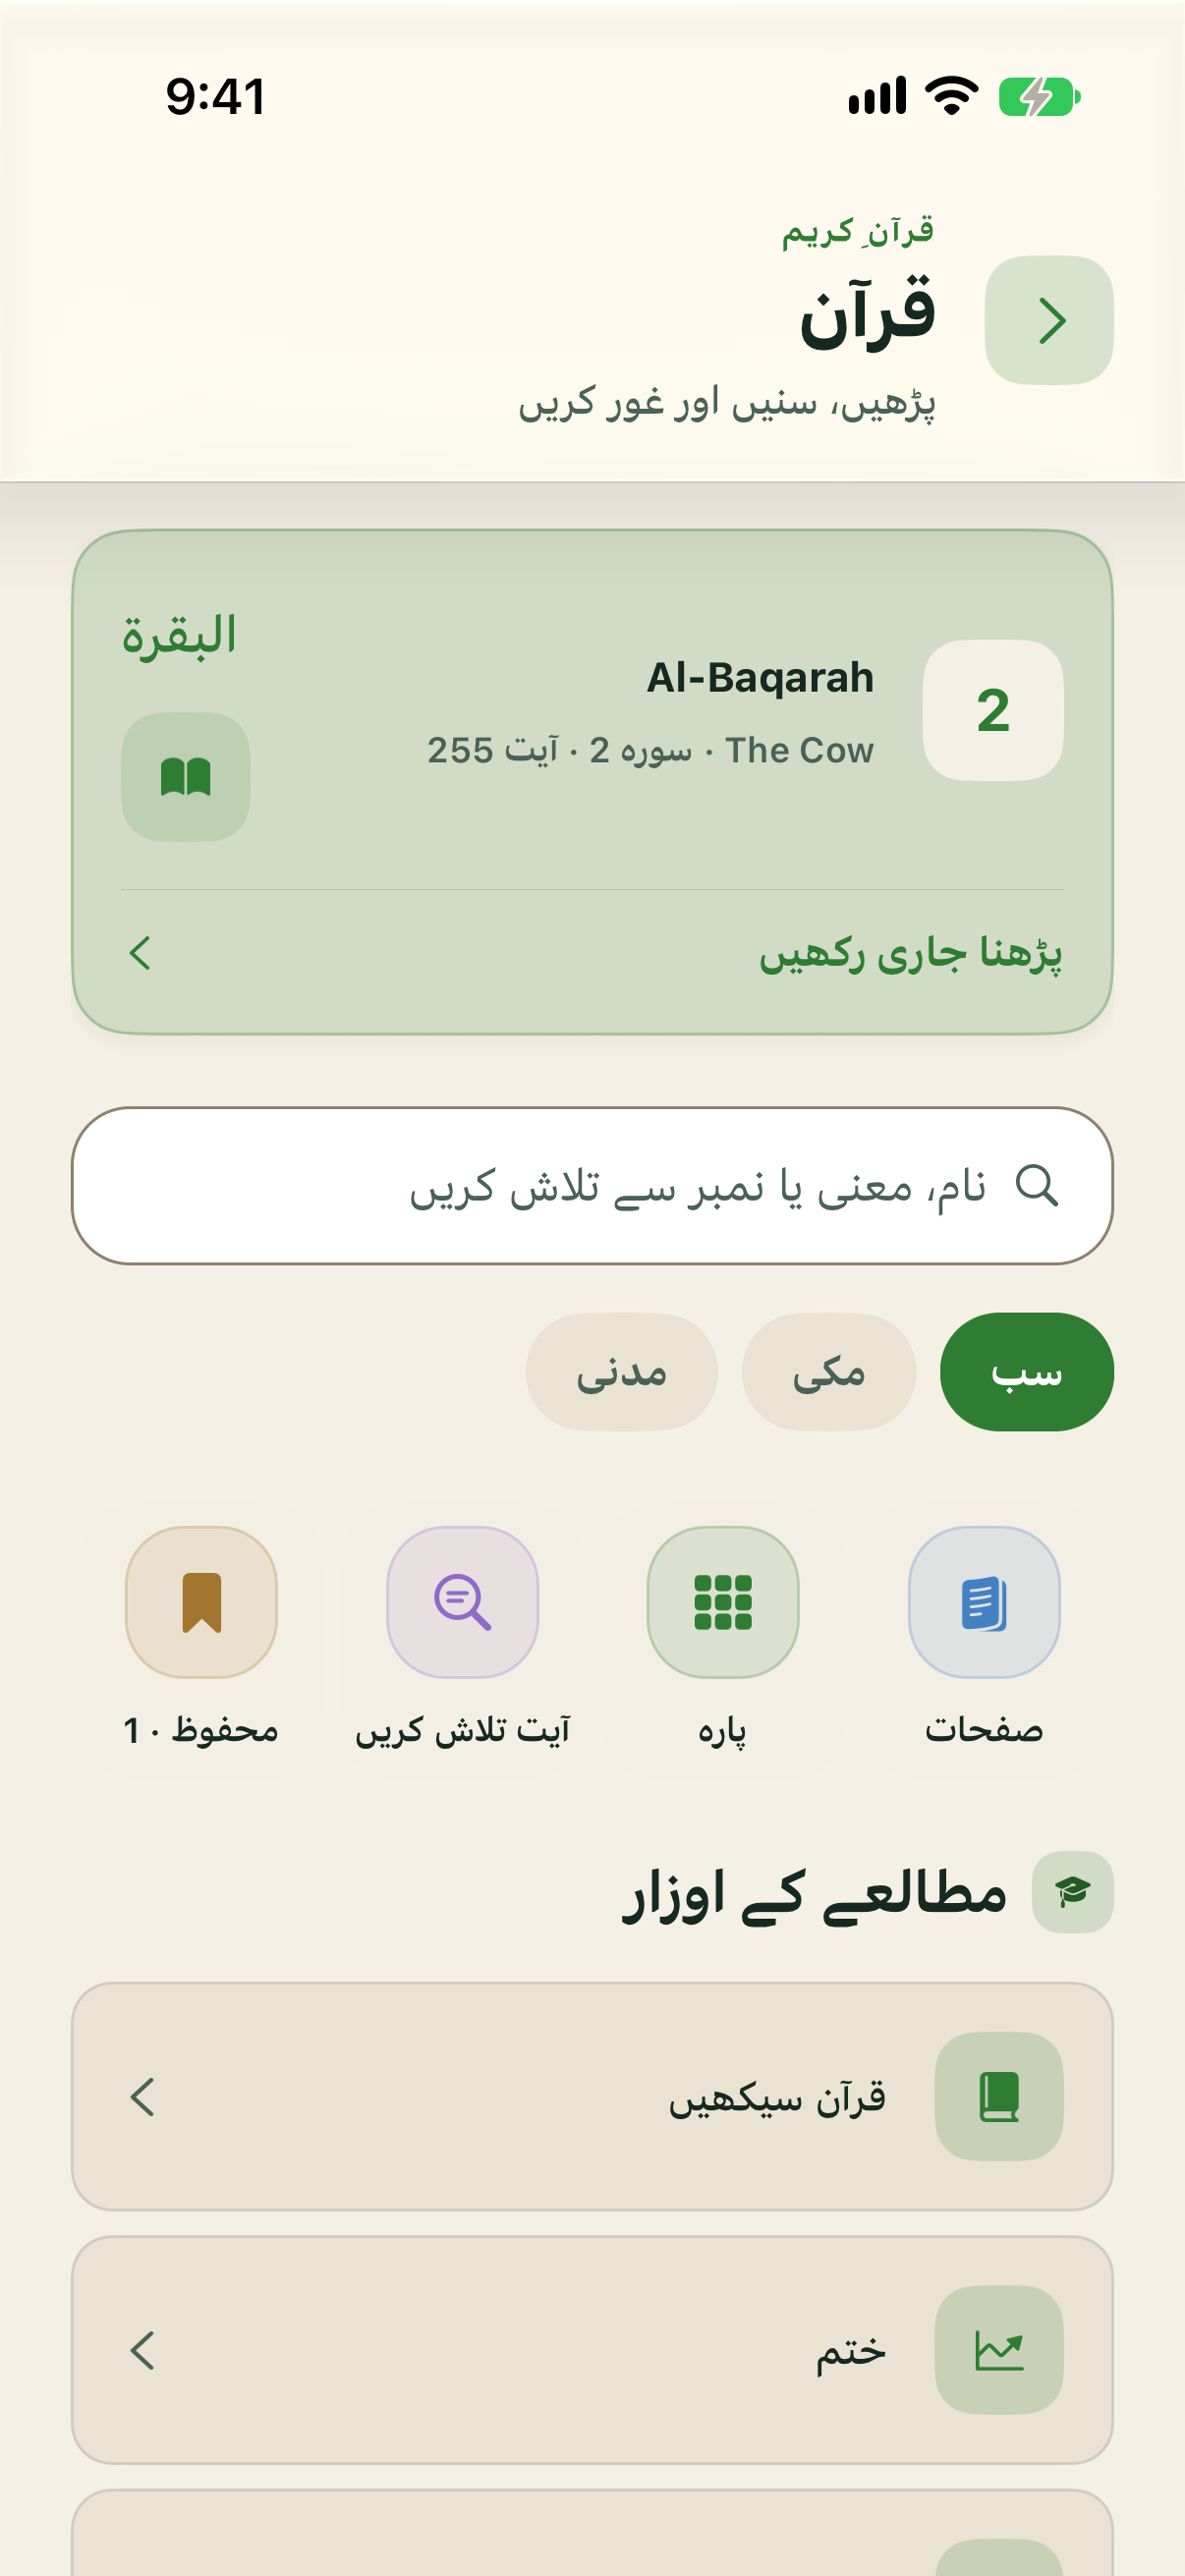 9:41
قرآنِ کریم
قرآن
پڑھیں، سنیں اور غور کریں
2
Al-Baqarah
The Cow · سورہ 2 · آیت 255
البقرة
پڑھنا جاری رکھیں
نام، معنی یا نمبر سے تلاش کریں
سب
مکی
مدنی
صفحات
پارہ
آیت تلاش کریں
محفوظ · 1
مطالعے کے اوزار
قرآن سیکھیں
ختم